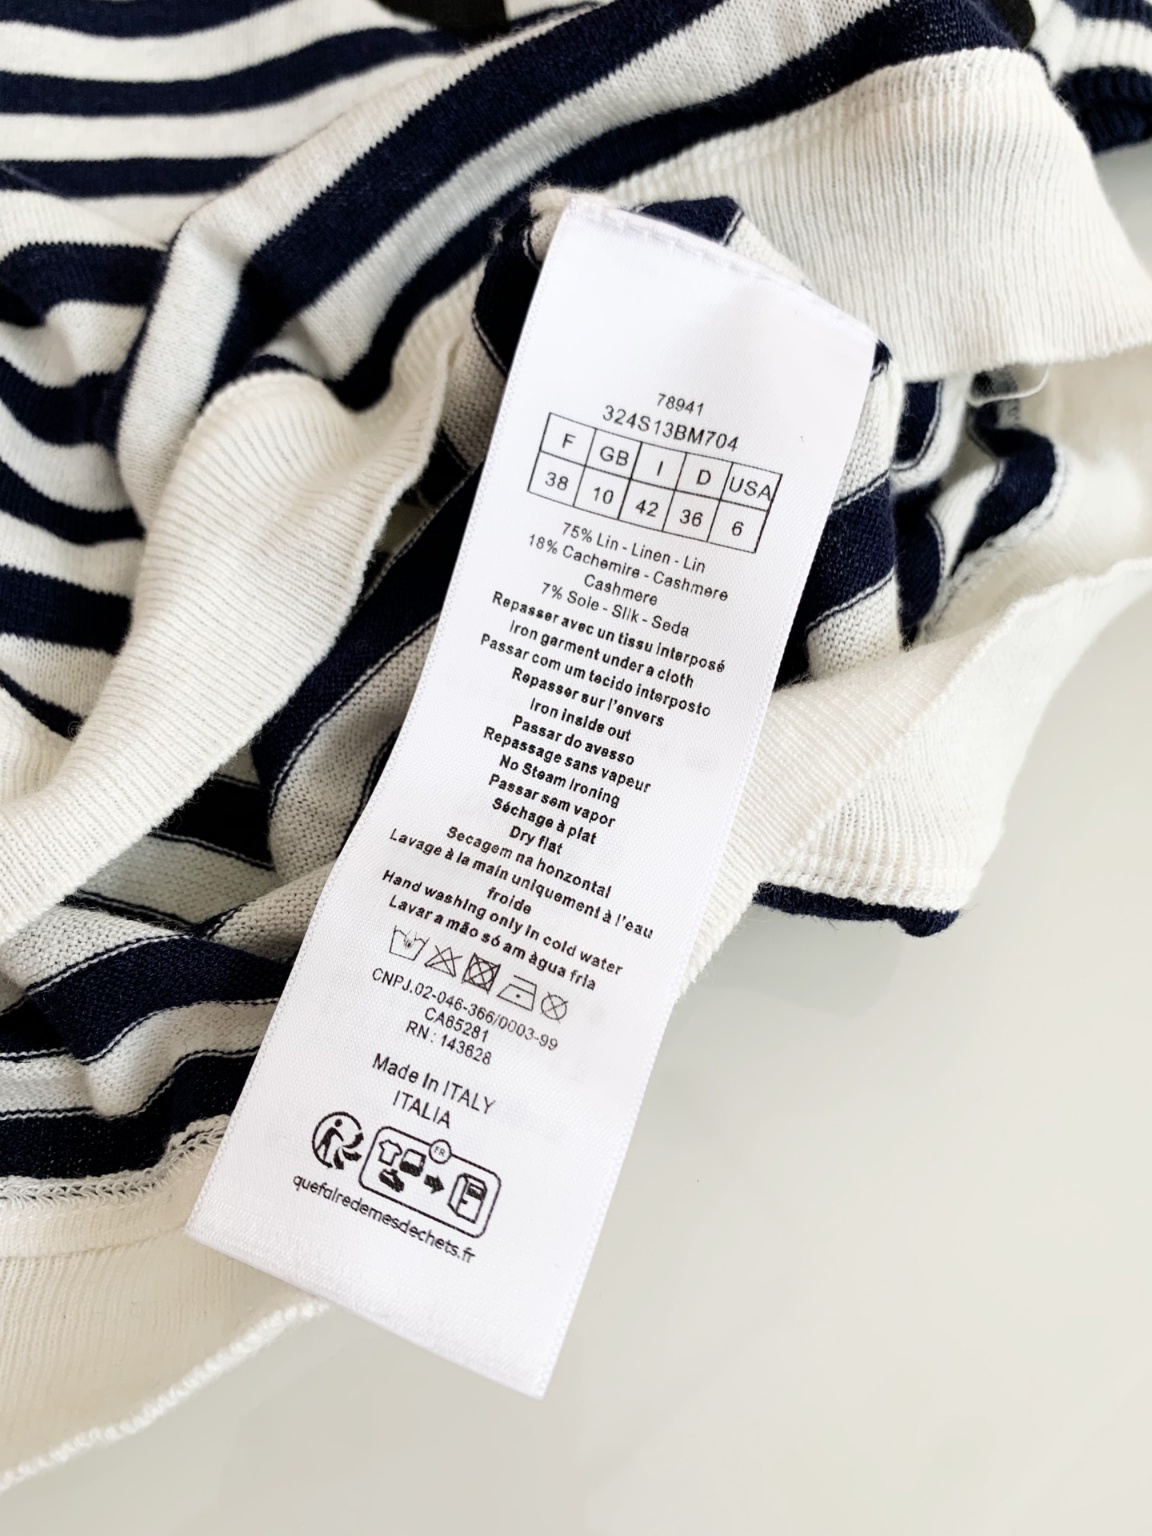 78941
324S13BM704
F GB I D USA
38 10 42 36 6
75% Lin - Linen - Lin
18% Cachemire - Cashmere
Cashmere
7% Soie - Silk - Seda
Repasser avec un tissu interposé
Iron garment under a cloth
Passar com um tecido interposto
Repasser sur l'envers
Iron inside out
Passar do avesso
Repassage sans vapeur
No Steam Ironing
Passar sem vapor
Séchage à plat
Dry flat
Secagem na honzontal
Lavage à la main uniquement à l'eau
froide
Hand washing only in cold water
Lavar a mão só am àgua fria
CNPJ.02-046-366/0003-99
CA65281
RN : 143628
Made In ITALY
ITALIA
FR
quefairedemesdechets.fr